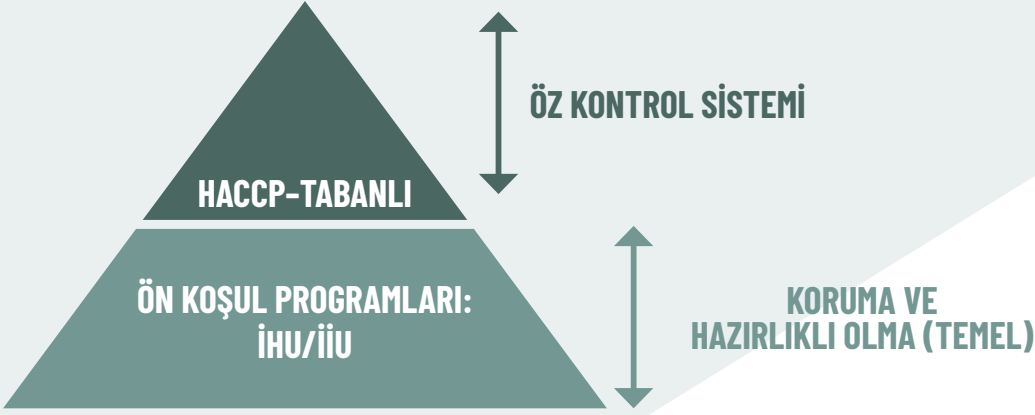 ÖZ KONTROL SİSTEMİ
HACCP-TABANLI
ÖN KOŞUL PROGRAMLARI:
İHU/İİU
KORUMA VE
HAZIRLIKLI OLMA (TEMEL)